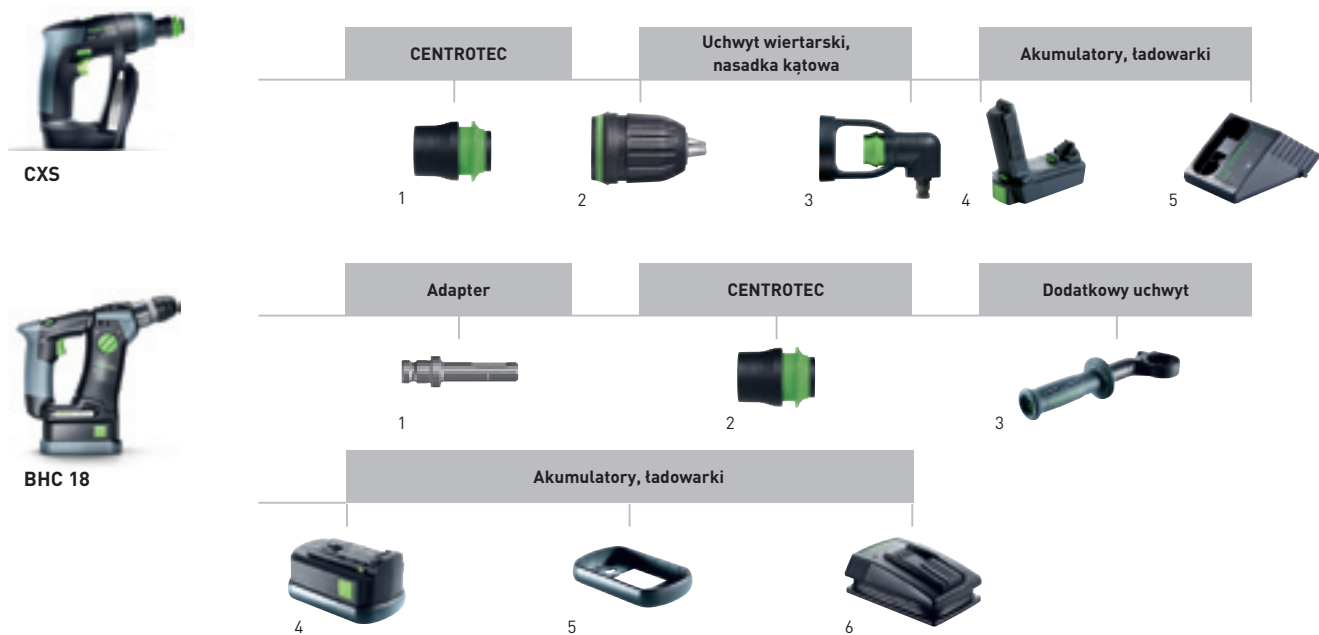 CENTROTEC
Uchwyt wiertarski,
nasadka kątowa
Akumulatory, ładowarki
CXS
1
2
3
4
5
Adapter
CENTROTEC
Dodatkowy uchwyt
1
2
3
BHC 18
Akumulatory, ładowarki
4
5
6